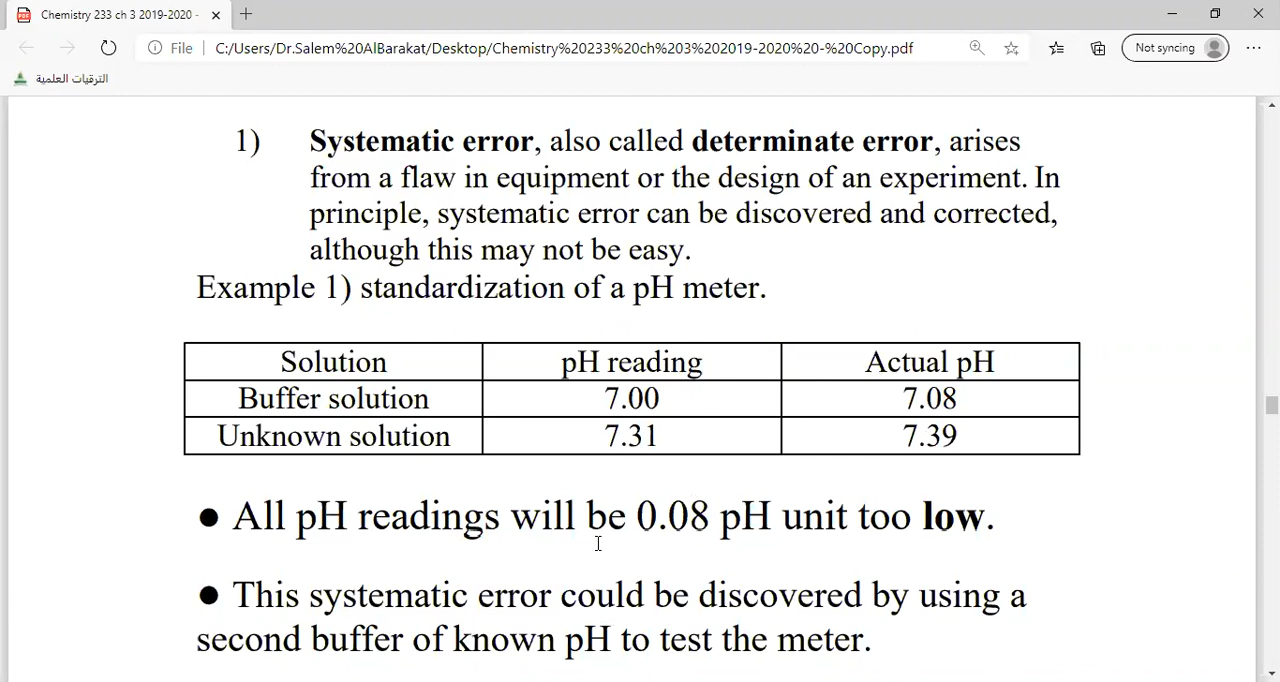 Chemistry 233 ch 3 2019-2020 -
File | C:/Users/Dr.Salem%20AlBarakat/Desktop/Chemistry%20233%20ch%203%202019-2020%20-%20Copy.pdf
Not syncing
الترقيات العلمية
1) Systematic error, also called determinate error, arises
from a flaw in equipment or the design of an experiment. In
principle, systematic error can be discovered and corrected,
although this may not be easy.
Example 1) standardization of a pH meter.
Solution pH reading Actual pH
Buffer solution 7.00 7.08
Unknown solution 7.31 7.39
● All pH readings will be 0.08 pH unit too low.
● This systematic error could be discovered by using a
second buffer of known pH to test the meter.